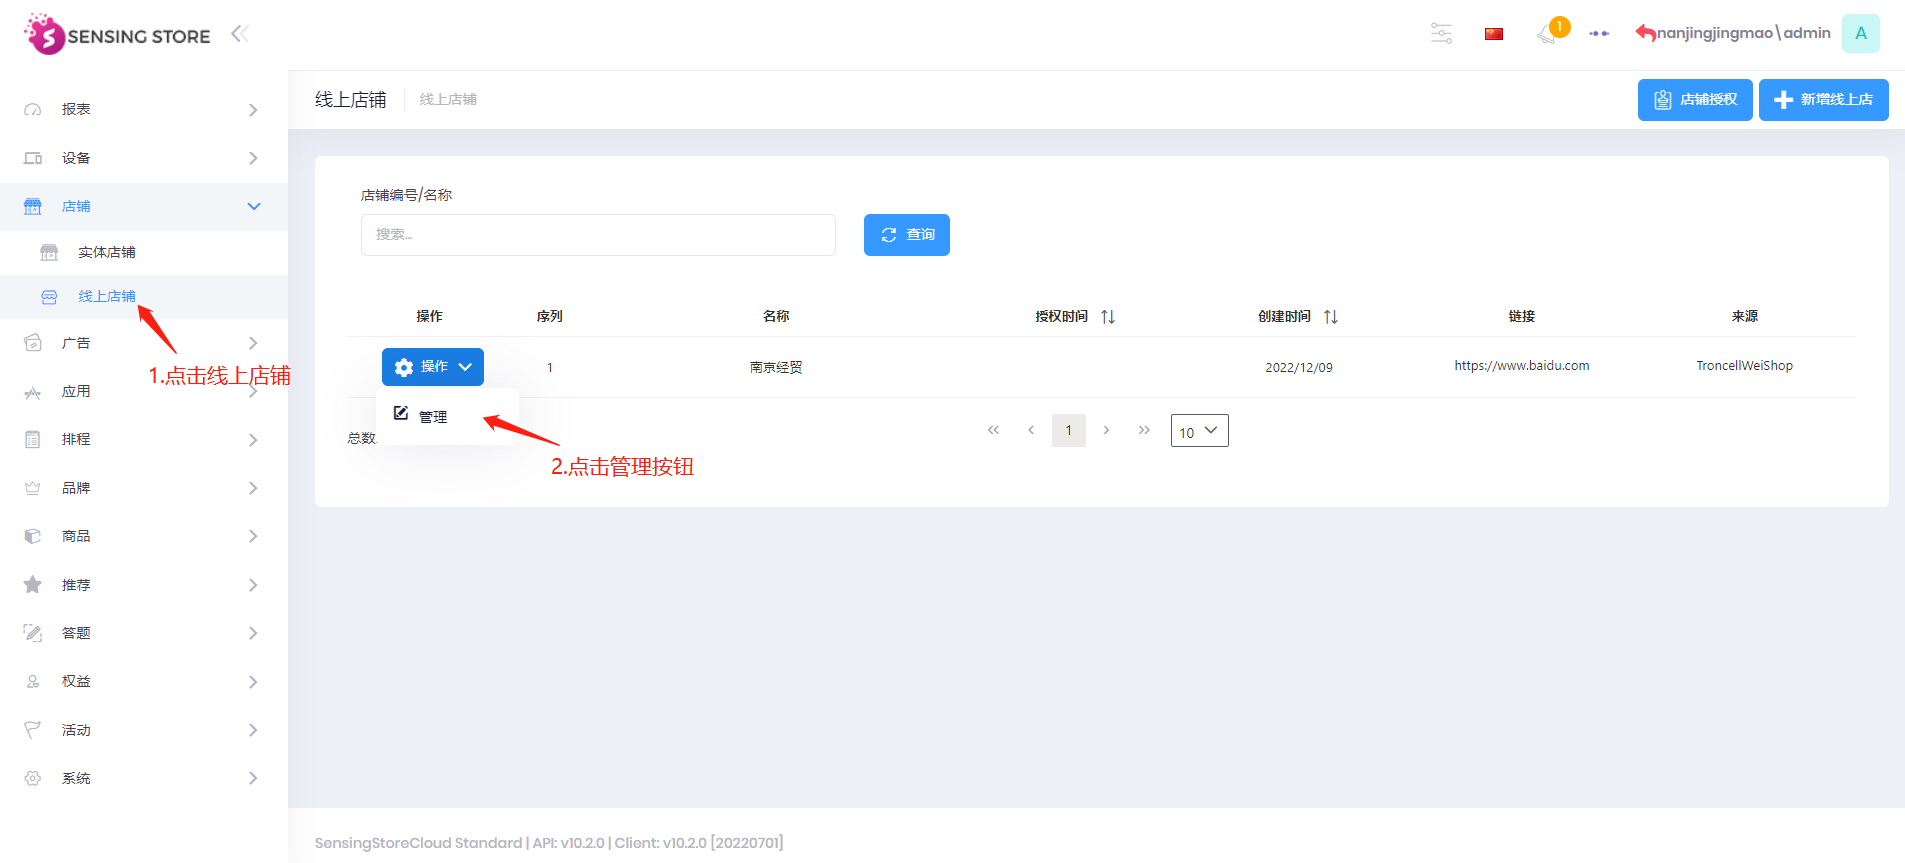 SENSING STORE
1
nanjingjingmao\admin
A
报表
设备
店铺
实体店铺
线上店铺
广告
应用
排程
品牌
商品
推荐
答题
权益
活动
系统
1.点击线上店铺
线上店铺
线上店铺
店铺授权
新增线上店
店铺编号/名称
搜索...
查询
操作 序列 名称 授权时间 创建时间 链接 来源
操作 1 南京经贸 2022/12/09 https://www.baidu.com TroncellWeiShop
管理
总数
1
10
2.点击管理按钮
SensingStoreCloud Standard | API: v10.2.0 | Client: v10.2.0 [20220701]